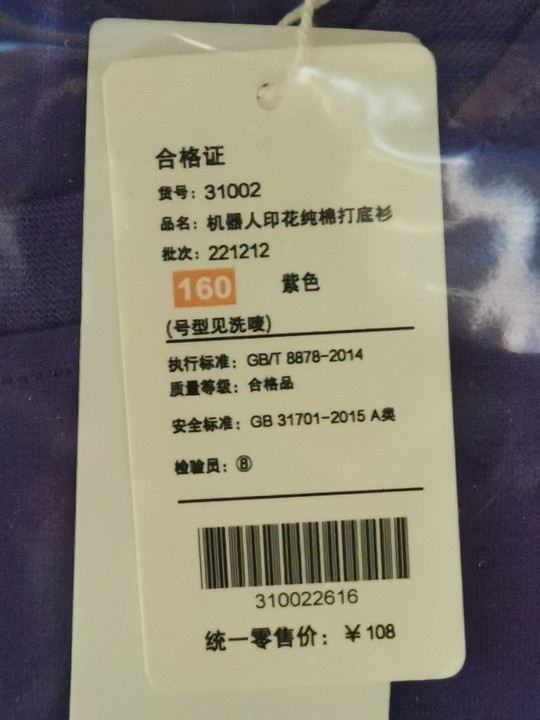 合格证
货号：31002
品名：机器人印花纯棉打底衫
批次：221212
160 紫色
(号型见洗唛)
执行标准：GB/T 8878-2014
质量等级：合格品
安全标准：GB 31701-2015 A类
检验员：⑧
310022616
统一零售价：￥108